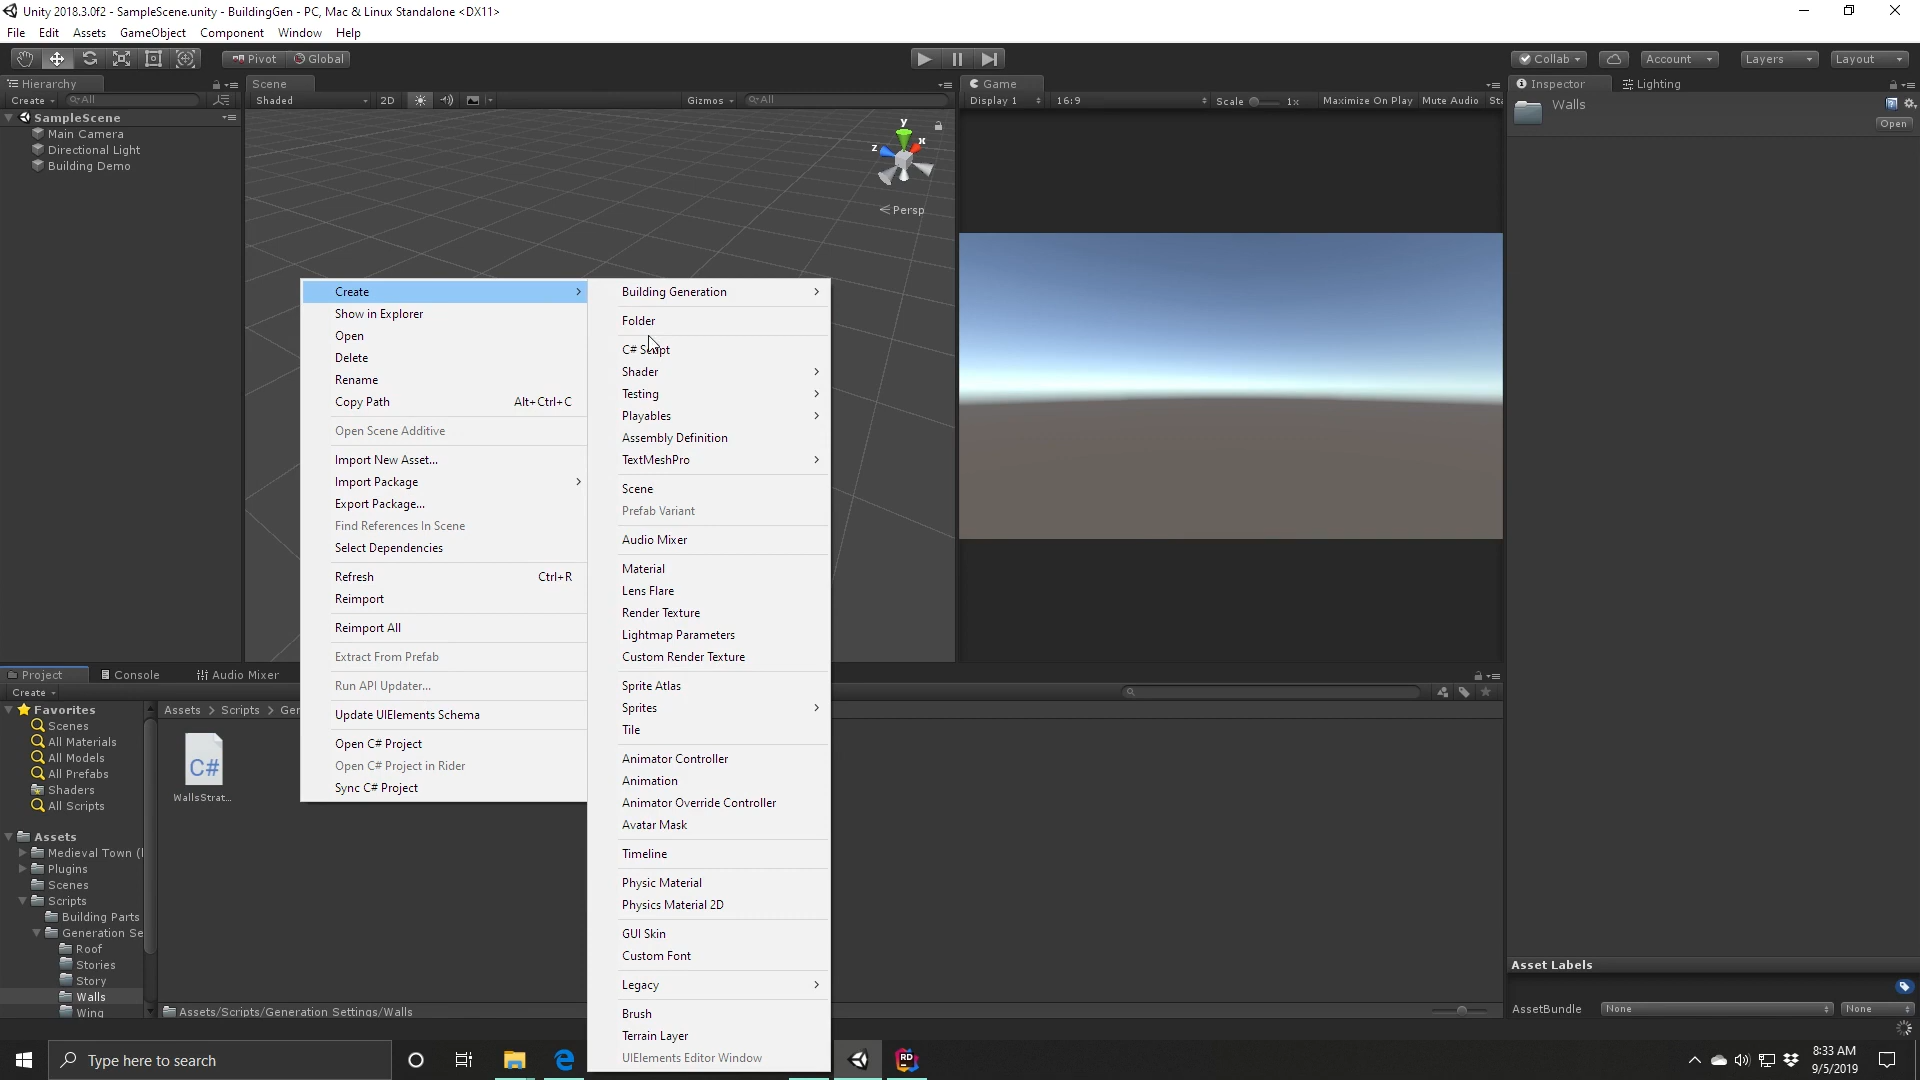 Unity 2018.3.0f2 - SampleScene.unity - BuildingGen - PC, Mac & Linux Standalone <DX11>
File Edit Assets GameObject Component Window Help
Pivot Global
Collab Account Layers Layout
Hierarchy
Create All
SampleScene
Main Camera
Directional Light
Building Demo
Scene
Shaded 2D Gizmos All
y
x
z
Persp
Game
Display 1 16:9 Scale 1x Maximize On Play Mute Audio Sta
Inspector Lighting
Walls
Open
Create
Show in Explorer
Open
Delete
Rename
Copy Path Alt+Ctrl+C
Open Scene Additive
Import New Asset...
Import Package
Export Package...
Find References In Scene
Select Dependencies
Refresh Ctrl+R
Reimport
Reimport All
Extract From Prefab
Run API Updater...
Update UIElements Schema
Open C# Project
Open C# Project in Rider
Sync C# Project
Building Generation
Folder
C# Script
Shader
Testing
Playables
Assembly Definition
TextMeshPro
Scene
Prefab Variant
Audio Mixer
Material
Lens Flare
Render Texture
Lightmap Parameters
Custom Render Texture
Sprite Atlas
Sprites
Tile
Animator Controller
Animation
Animator Override Controller
Avatar Mask
Timeline
Physic Material
Physics Material 2D
GUI Skin
Custom Font
Legacy
Brush
Terrain Layer
UIElements Editor Window
Project Console Audio Mixer
Create
Favorites
Scenes
All Materials
All Models
All Prefabs
Shaders
All Scripts
Assets
Medieval Town (
Plugins
Scenes
Scripts
Building Parts
Generation Se
Roof
Stories
Story
Walls
Wing
Assets > Scripts > Ger
C#
WallsStrat...
Assets/Scripts/Generation Settings/Walls
Asset Labels
AssetBundle None None
Type here to search
RD
8:33 AM
9/5/2019